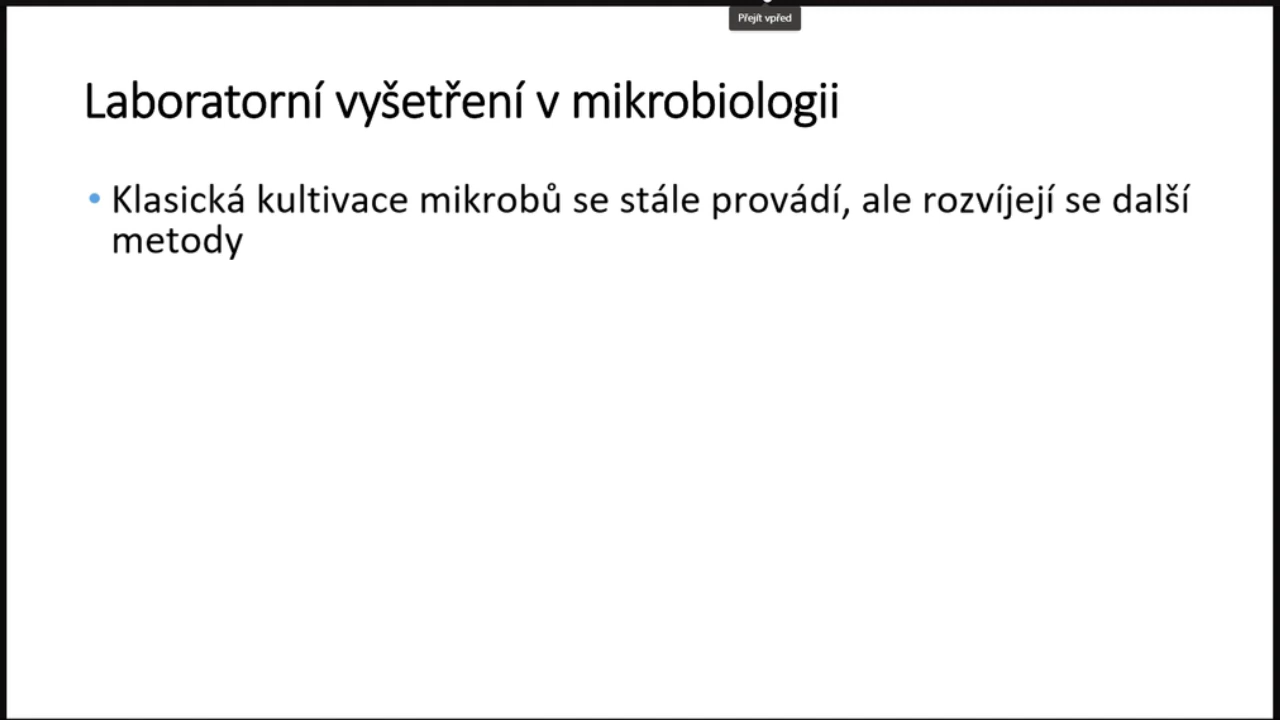 Přejít vpřed
Laboratorní vyšetření v mikrobiologii
• Klasická kultivace mikrobů se stále provádí, ale rozvíjejí se další
metody